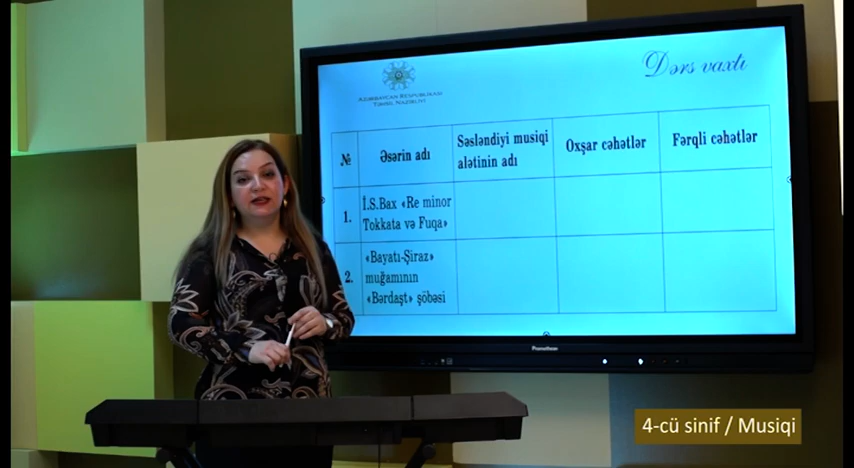 Dərs vaxtı
AZƏRBAYCAN RESPUBLİKASI
TƏHSİL NAZİRLİYİ
№
Əsərin adı
Səsləndiyi musiqi
alətinin adı
Oxşar cəhətlər
Fərqli cəhətlər
1.
İ.S.Bax «Re minor
Tokkata və Fuqa»
2.
«Bayatı-Şiraz»
muğamının
«Bərdaşt» şöbəsi
Promethean
4-cü sinif / Musiqi